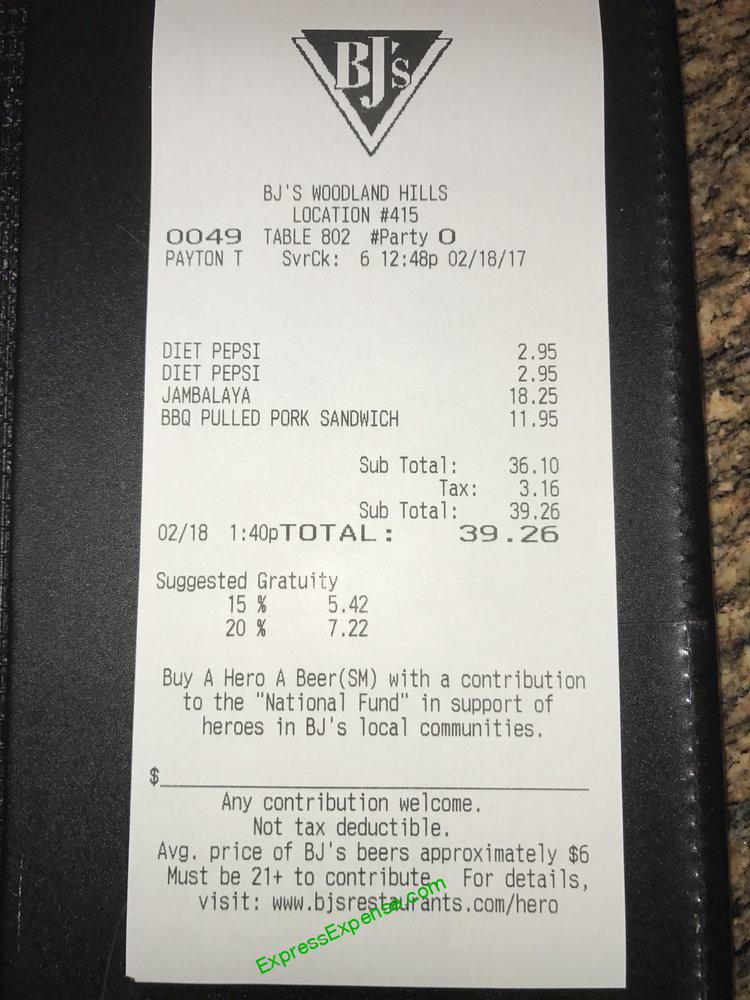 BJ's
BJ'S WOODLAND HILLS
LOCATION #415
0049 TABLE 802 #Party 0
PAYTON T SvrCk: 6 12:48p 02/18/17
DIET PEPSI 2.95
DIET PEPSI 2.95
JAMBALAYA 18.25
BBQ PULLED PORK SANDWICH 11.95
Sub Total: 36.10
Tax: 3.16
Sub Total: 39.26
02/18 1:40pTOTAL: 39.26
Suggested Gratuity
15 % 5.42
20 % 7.22
Buy A Hero A Beer(SM) with a contribution
to the "National Fund" in support of
heroes in BJ's local communities.
$
Any contribution welcome.
Not tax deductible.
Avg. price of BJ's beers approximately $6
Must be 21+ to contribute. For details,
visit: www.bjsrestaurants.com/hero
ExpressExpense.com